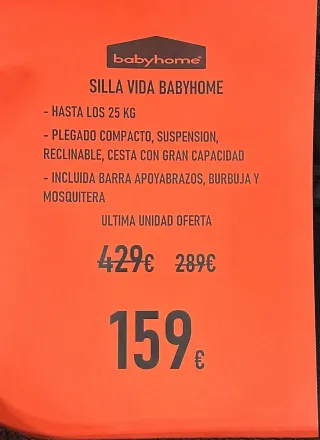 babyhome
SILLA VIDA BABYHOME
- HASTA LOS 25 KG
- PLEGADO COMPACTO, SUSPENSION,
RECLINABLE, CESTA CON GRAN CAPACIDAD
- INCLUIDA BARRA APOYABRAZOS, BURBUJA Y
MOSQUITERA
ULTIMA UNIDAD OFERTA
429€ 289€
159€